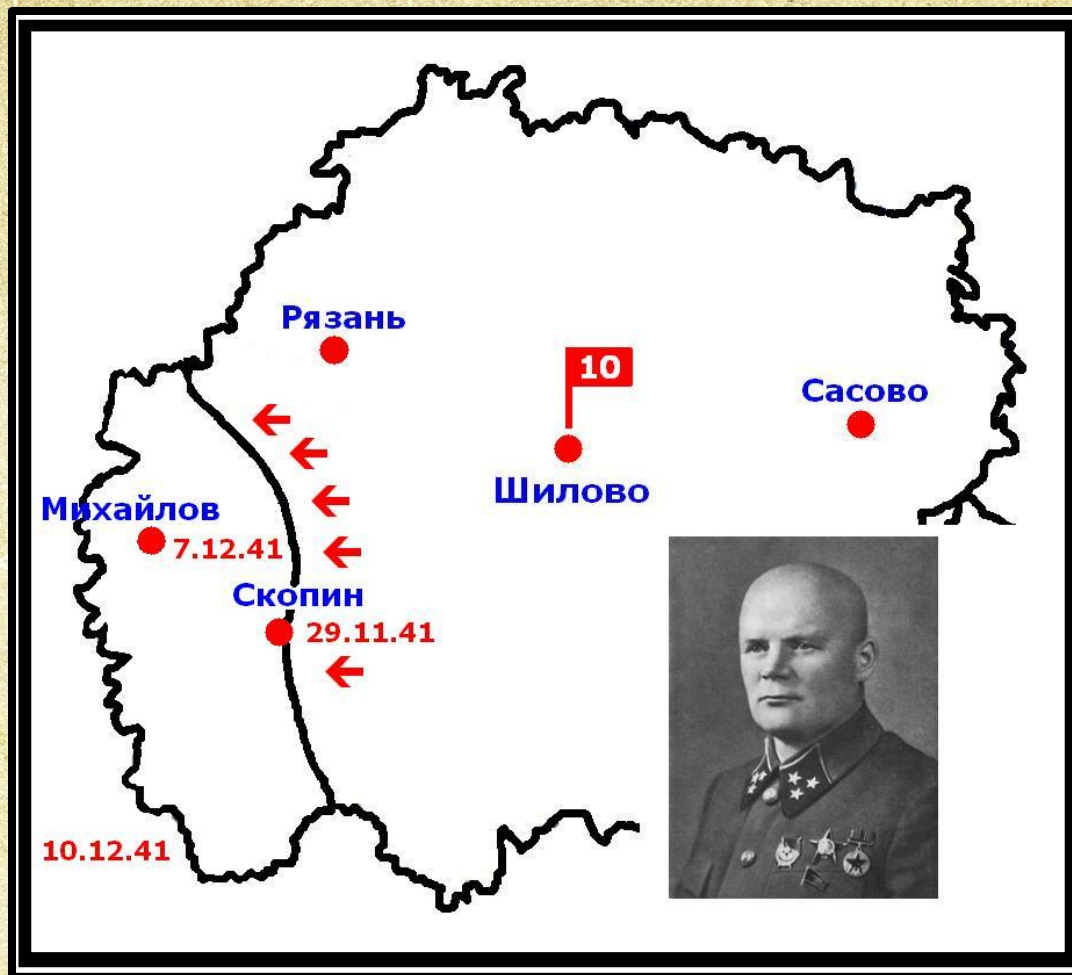 Рязань
10
Сасово
Шилово
Михайлов
7.12.41
Скопин
29.11.41
10.12.41